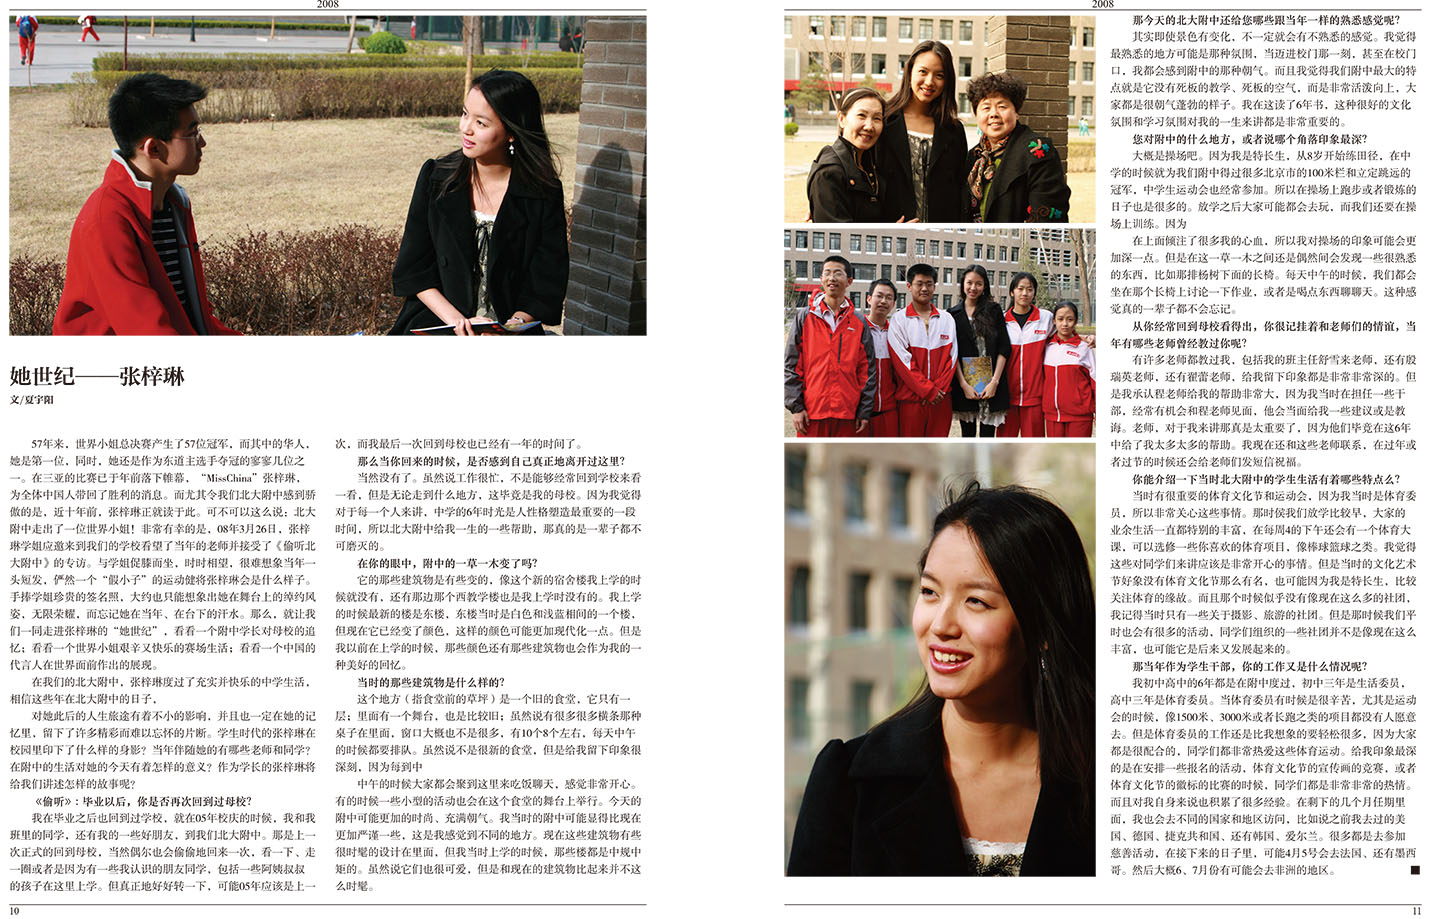 2008
她世纪——张梓琳
文/夏宇阳
57年来，世界小姐总决赛产生了57位冠军，而其中的华人，
她是第一位，同时，她还是作为东道主选手夺冠的寥寥几位之
一。在三亚的比赛已于年前落下帷幕，“MissChina”张梓琳，
为全体中国人带回了胜利的消息。而尤其令我们北大附中感到骄
傲的是，近十年前，张梓琳正就读于此。可不可以这么说；北大
附中走出了一位世界小姐！非常有幸的是，08年3月26日，张梓
琳学姐应邀来到我们的学校看望了当年的老师并接受了《偷听北
大附中》的专访。与学姐促膝而坐，时时相望，很难想象当年一
头短发，俨然一个“假小子”的运动健将张梓琳会是什么样子。
手捧学姐珍贵的签名照，大约也只能想象出她在舞台上的绰约风
姿，无限荣耀，而忘记她在当年、在台下的汗水。那么，就让我
们一同走进张梓琳的“她世纪”，看看一个附中学长对母校的追
忆；看看一个世界小姐艰辛又快乐的赛场生活；看看一个中国的
代言人在世界面前作出的展现。
在我们的北大附中，张梓琳度过了充实并快乐的中学生活，
相信这些年在北大附中的日子，
对她此后的人生旅途有着不小的影响，并且也一定在她的记
忆里，留下了许多精彩而难以忘怀的片断。学生时代的张梓琳在
校园里印下了什么样的身影？当年伴随她的有哪些老师和同学？
在附中的生活对她的今天有着怎样的意义？作为学长的张梓琳将
给我们讲述怎样的故事呢？
《偷听》：毕业以后，你是否再次回到过母校？
我在毕业之后也回到过学校，就在05年校庆的时候，我和我
班里的同学，还有我的一些好朋友，到我们北大附中。那是上一
次正式的回到母校，当然偶尔也会偷偷地回来一次，看一下、走
一圈或者是因为有一些我认识的朋友同学，包括一些阿姨叔叔
的孩子在这里上学。但真正地好好转一下，可能05年应该是上一
次，而我最后一次回到母校也已经有一年的时间了。
那么当你回来的时候，是否感到自己真正地离开过这里？
当然没有了。虽然说工作很忙，不是能够经常回到学校来看
一看，但是无论走到什么地方，这毕竟是我的母校。因为我觉得
对于每一个人来讲，中学的6年时光是人性格塑造最重要的一段
时间，所以北大附中给我一生的一些帮助，那真的是一辈子都不
可磨灭的。
在你的眼中，附中的一草一木变了吗？
它的那些建筑物是有些变的，像这个新的宿舍楼我上学的时
候就没有，还有那边那个西教学楼也是我上学时没有的。我上学
的时候最新的楼是东楼，东楼当时是白色和浅蓝相间的一个楼，
但现在它已经变了颜色，这样的颜色可能更加现代化一点。但是
我以前在上学的时候，那些颜色还有那些建筑物也会作为我的一
种美好的回忆。
当时的那些建筑物是什么样的？
这个地方（指食堂前的草坪）是一个旧的食堂，它只有一
层；里面有一个舞台，也是比较旧；虽然说有很多很多横条那种
桌子在里面，窗口大概也不是很多，有10个8个左右，每天中午
的时候都要排队。虽然说不是很新的食堂，但是给我留下印象很
深刻，因为每到中
中午的时候大家都会聚到这里来吃饭聊天，感觉非常开心。
有的时候一些小型的活动也会在这个食堂的舞台上举行。今天的
附中可能更加的时尚、充满朝气。我当时的附中可能显得比现在
更加严谨一些，这是我感觉到不同的地方。现在这些建筑物有些
很时髦的设计在里面，但我当时上学的时候，那些楼都是中规中
矩的。虽然说它们也很可爱，但是和现在的建筑物比起来并不这
么时髦。
10
2008
那今天的北大附中还给您哪些跟当年一样的熟悉感觉呢？
其实即使景色有变化，不一定就会有不熟悉的感觉。我觉得
最熟悉的地方可能是那种氛围，当迈进校门那一刻，甚至在校门
口，我都会感到附中的那种朝气。而且我觉得我们附中最大的特
点就是它没有死板的教学、死板的空气，而是非常活泼向上，大
家都是很朝气蓬勃的样子。我在这读了6年书，这种很好的文化
氛围和学习氛围对我的一生来讲都是非常重要的。
您对附中的什么地方，或者说哪个角落印象最深？
大概是操场吧。因为我是特长生，从8岁开始练田径，在中
学的时候就为我们附中得过很多北京市的100米栏和立定跳远的
冠军，中学生运动会也经常参加。所以在操场上跑步或者锻炼的
日子也是很多的。放学之后大家可能都会去玩，而我们还要在操
场上训练。因为
在上面倾注了很多我的心血，所以我对操场的印象可能会更
加深一点。但是在这一草一木之间还是偶然间会发现一些很熟悉
的东西，比如那排杨树下面的长椅。每天中午的时候，我们都会
坐在那个长椅上讨论一下作业，或者是喝点东西聊聊天。这种感
觉真的一辈子都不会忘记。
从你经常回到母校看得出，你很记挂着和老师们的情谊，当
年有哪些老师曾经教过你呢？
有许多老师都教过我，包括我的班主任舒雪来老师，还有殷
瑞英老师，还有翟蕾老师，给我留下印象都是非常非常深的。但
是我承认程老师给我的帮助非常大，因为我当时在担任一些干
部，经常有机会和程老师见面，他会当面给我一些建议或是教
诲。老师，对于我来讲那真是太重要了，因为他们毕竟在这6年
中给了我太多太多的帮助。我现在还和这些老师联系，在过年或
者过节的时候还会给老师们发短信祝福。
你能介绍一下当时北大附中的学生生活有着哪些特点么？
当时有很重要的体育文化节和运动会，因为我当时是体育委
员，所以非常关心这些事情。那时侯我们放学比较早，大家的
业余生活一直都特别的丰富，在每周4的下午还会有一个体育大
课，可以选修一些你喜欢的体育项目，像棒球篮球之类。我觉得
这些对同学们来讲应该是非常开心的事情。但是当时的文化艺术
节好象没有体育文化节那么有名，也可能因为我是特长生，比较
关注体育的缘故。而且那个时候似乎没有像现在这么多的社团，
我记得当时只有一些关于摄影、旅游的社团。但是那时候我们平
时也会有很多的活动，同学们组织的一些社团并不是像现在这么
丰富，也可能它是后来又发展起来的。
那当年作为学生干部，你的工作又是什么情况呢？
我初中高中的6年都是在附中度过，初中三年是生活委员，
高中三年是体育委员。当体育委员有时候是很辛苦，尤其是运动
会的时候，像1500米、3000米或者长跑之类的项目都没有人愿意
去。但是体育委员的工作还是比我想象的要轻松很多，因为大家
都是很配合的，同学们都非常热爱这些体育运动。给我印象最深
的是在安排一些报名的活动，体育文化节的宣传画的竞赛，或者
体育文化节的徽标的比赛的时候，同学们都是非常非常的热情。
而且对我自身来说也积累了很多经验。在剩下的几个月任期里
面，我也会去不同的国家和地区访问，比如说之前我去过的美
国、德国、捷克共和国、还有韩国、爱尔兰。很多都是去参加
慈善活动，在接下来的日子里，可能4月5号会去法国、还有墨西
哥。然后大概6、7月份有可能会去非洲的地区。
11